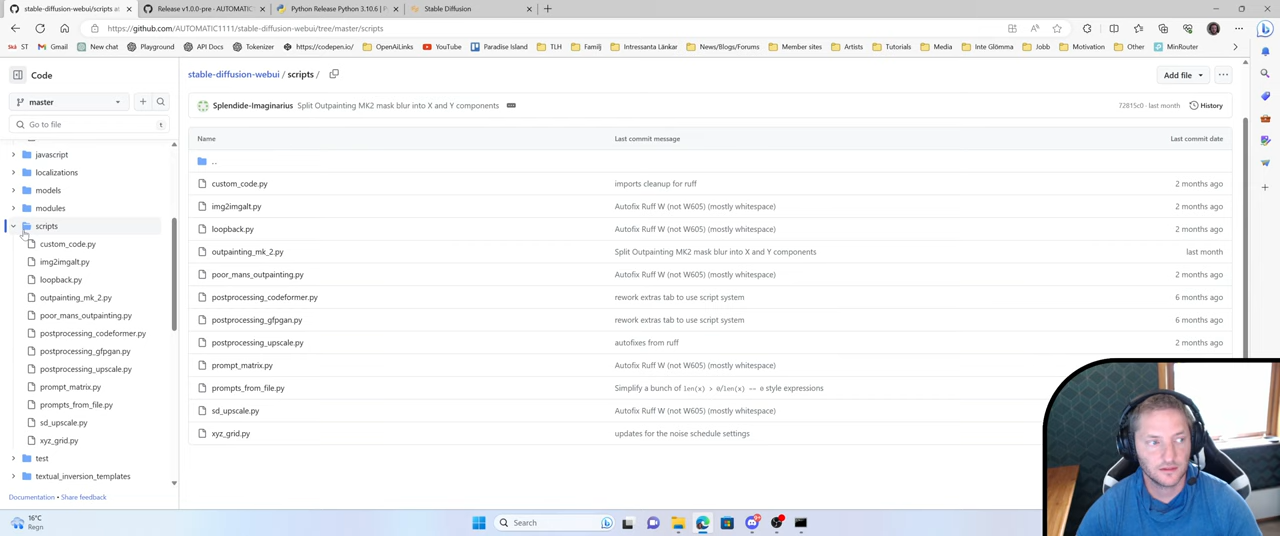 stable-diffusion-webui/scripts at
Release v1.0.0-pre · AUTOMATIC
Python Release Python 3.10.6 | P
Stable Diffusion
https://github.com/AUTOMATIC1111/stable-diffusion-webui/tree/master/scripts
ST Gmail New chat Playground API Docs Tokenizer https://codepen.io/ OpenAiLinks YouTube Paradise Island TLH Familj Intressanta Länkar News/Blogs/Forums Member sites Artists Tutorials Media Inte Glömma Jobb Motivation Other MinRouter
Code
stable-diffusion-webui / scripts /
Add file
master
Splendide-Imaginarius Split Outpainting MK2 mask blur into X and Y components
72815c0 · last month History
Go to file t
Name Last commit message Last commit date
javascript
localizations
models
modules
scripts
custom_code.py
img2imgalt.py
loopback.py
outpainting_mk_2.py
poor_mans_outpainting.py
postprocessing_codeformer.py
postprocessing_gfpgan.py
postprocessing_upscale.py
prompt_matrix.py
prompts_from_file.py
sd_upscale.py
xyz_grid.py
test
textual_inversion_templates
Documentation • Share feedback
..
custom_code.py imports cleanup for ruff 2 months ago
img2imgalt.py Autofix Ruff W (not W605) (mostly whitespace) 2 months ago
loopback.py Autofix Ruff W (not W605) (mostly whitespace) 2 months ago
outpainting_mk_2.py Split Outpainting MK2 mask blur into X and Y components last month
poor_mans_outpainting.py Autofix Ruff W (not W605) (mostly whitespace) 2 months ago
postprocessing_codeformer.py rework extras tab to use script system 6 months ago
postprocessing_gfpgan.py rework extras tab to use script system 6 months ago
postprocessing_upscale.py autofixes from ruff 2 months ago
prompt_matrix.py Autofix Ruff W (not W605) (mostly whitespace)
prompts_from_file.py Simplify a bunch of len(x) > 0/len(x) == 0 style expressions
sd_upscale.py Autofix Ruff W (not W605) (mostly whitespace)
xyz_grid.py updates for the noise schedule settings
16°C
Regn
Search